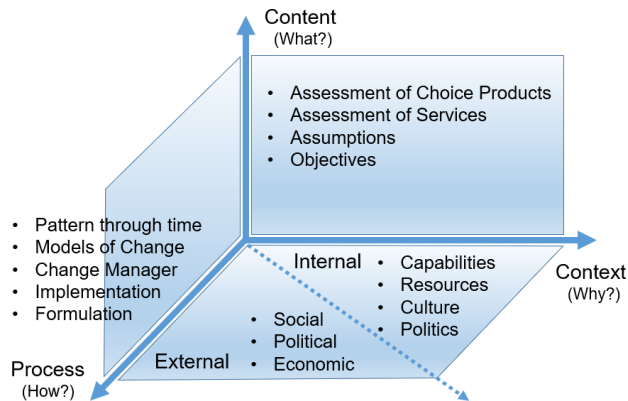 Content
(What?)
• Assessment of Choice Products
• Assessment of Services
• Assumptions
• Objectives
• Pattern through time
• Models of Change
• Change Manager
• Implementation
• Formulation
Process
(How?)
Internal
• Capabilities
• Resources
• Culture
• Politics
Context
(Why?)
External
• Social
• Political
• Economic